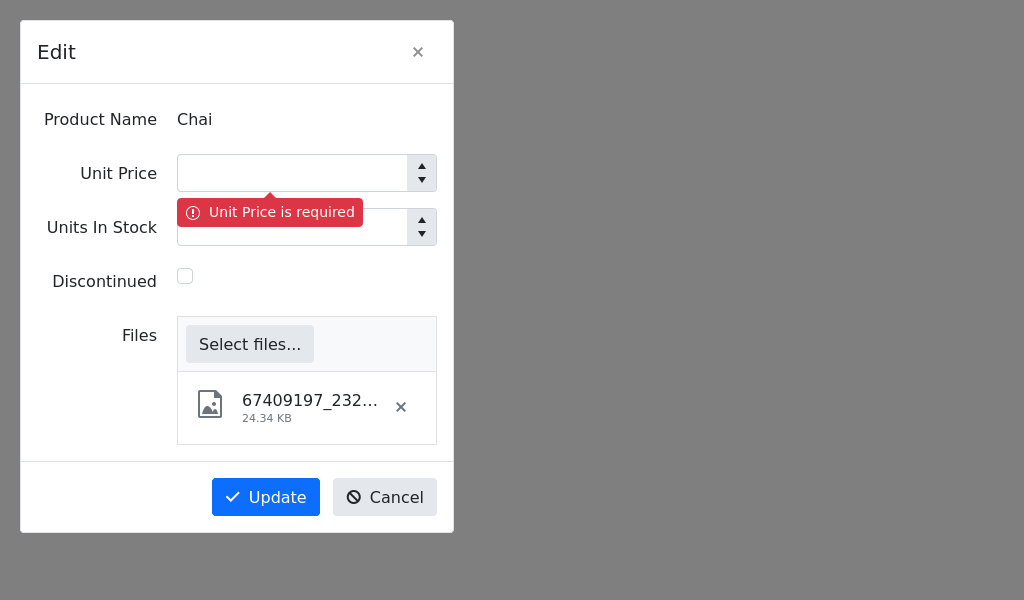 Edit
Product Name Chai
Unit Price
Unit Price is required
Units In Stock
Discontinued
Files
Select files...
67409197_232...
24.34 KB
Update Cancel